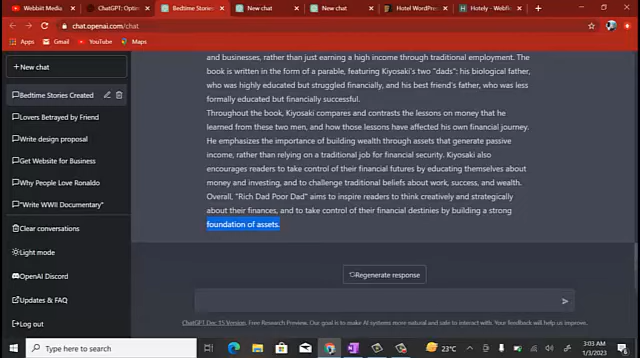 Webbit Media
ChatGPT: Optim
Bedtime Stories
New chat
New chat
Hotel WordPre
Hotely - Webfl
chat.openai.com/chat
Apps
Gmail
YouTube
Maps
+ New chat
Bedtime Stories Created
Lovers Betrayed by Friend
Write design proposal
Get Website for Business
Why People Love Ronaldo
"Write WWII Documentary"
Clear conversations
Light mode
OpenAI Discord
Updates & FAQ
Log out
and businesses, rather than just earning a high income through traditional employment. The
book is written in the form of a parable, featuring Kiyosaki's two "dads": his biological father,
who was highly educated but struggled financially, and his best friend's father, who was less
formally educated but financially successful.
Throughout the book, Kiyosaki compares and contrasts the lessons on money that he
learned from these two men, and how those lessons have affected his own financial journey.
He emphasizes the importance of building wealth through assets that generate passive
income, rather than relying on a traditional job for financial security. Kiyosaki also
encourages readers to take control of their financial futures by educating themselves about
money and investing, and to challenge traditional beliefs about work, success, and wealth.
Overall, "Rich Dad Poor Dad" aims to inspire readers to think creatively and strategically
about their finances, and to take control of their financial destinies by building a strong
foundation of assets.
Regenerate response
ChatGPT Dec 15 Version. Free Research Preview. Our goal is to make AI systems more natural and safe to interact with. Your feedback will help us improve.
Type here to search
23°C
3:03 AM
1/3/2023